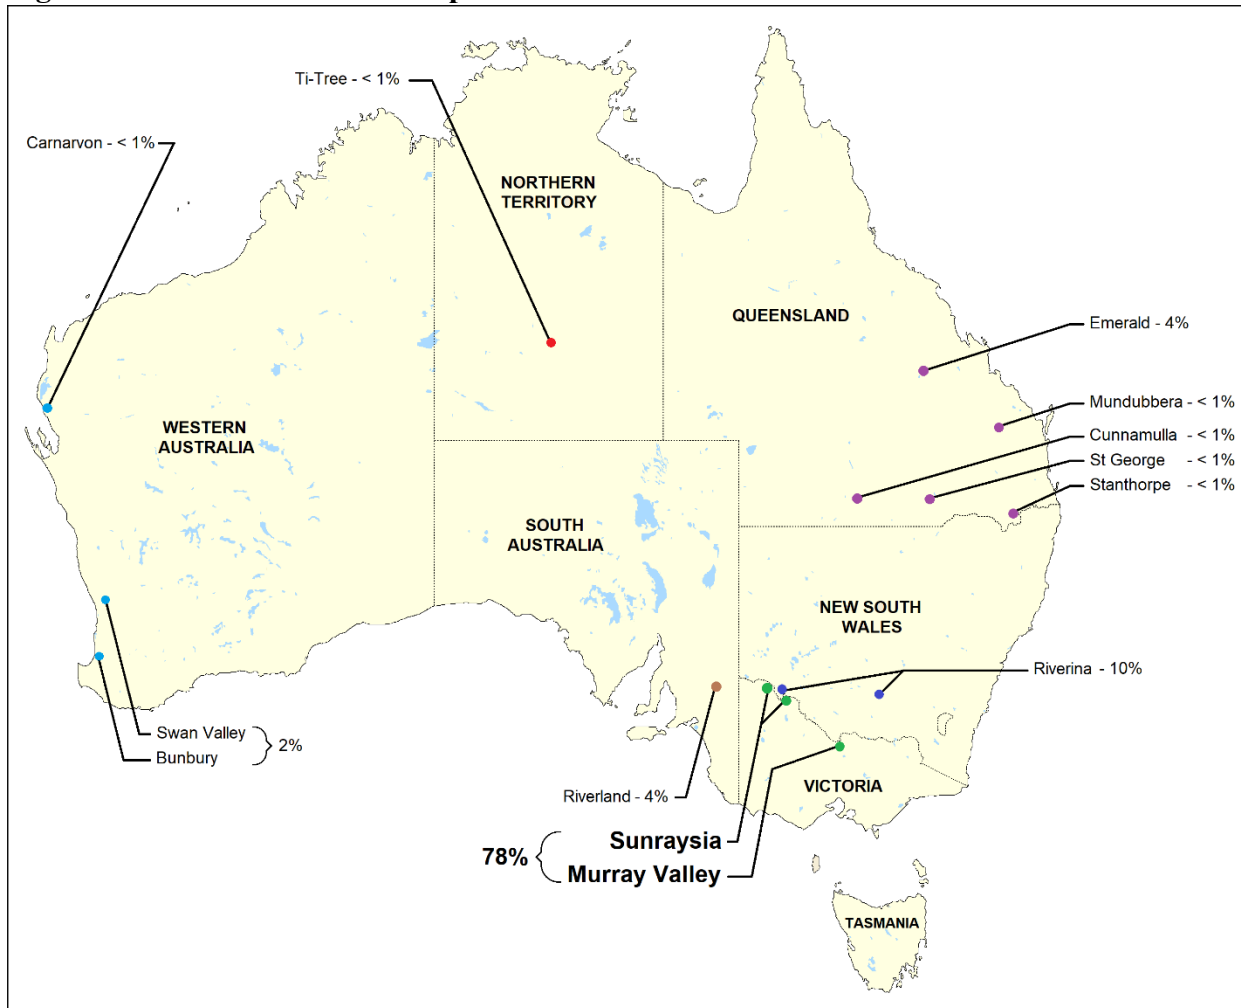 Ti-Tree - < 1%
Carnarvon - < 1%
NORTHERN
TERRITORY
QUEENSLAND
Emerald - 4%
Mundubbera - < 1%
Cunnamulla - < 1%
St George - < 1%
Stanthorpe - < 1%
WESTERN
AUSTRALIA
SOUTH
AUSTRALIA
NEW SOUTH
WALES
Riverina - 10%
Swan Valley
Bunbury
2%
Riverland - 4%
VICTORIA
Sunraysia
78%
Murray Valley
TASMANIA